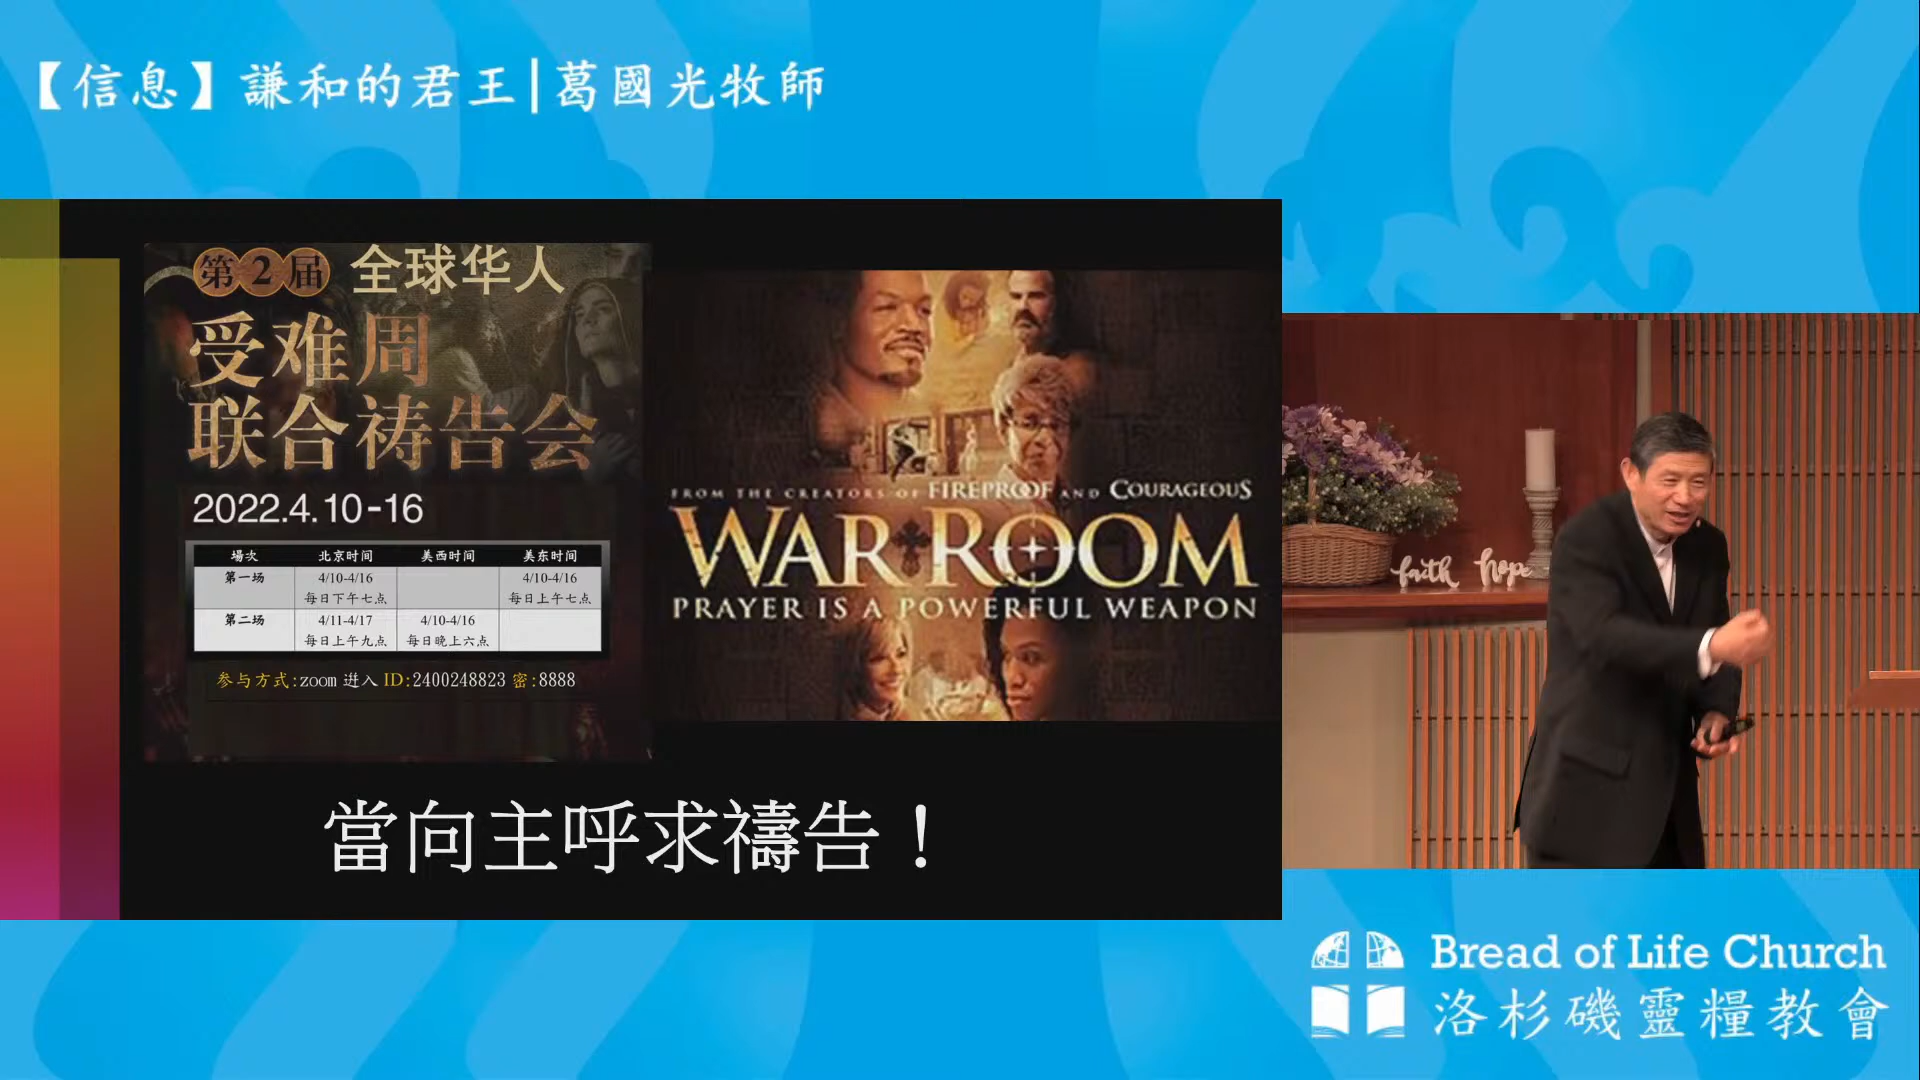 【信息】謙和的君王|葛國光牧師
第2届 全球华人
受难周
联合祷告会
2022.4.10-16
場次 北京时间 美西时间 美东时间
第一场 4/10-4/16 每日下午七点 4/10-4/16 每日上午七点
第二场 4/11-4/17 每日上午九点 4/10-4/16 每日晚上六点
参与方式:zoom 进入 ID:2400248823 密:8888
FROM THE CREATORS OF FIREPROOF AND COURAGEOUS
WAR ROOM
PRAYER IS A POWERFUL WEAPON
當向主呼求禱告！
faith hope
Bread of Life Church
洛杉磯靈糧教會